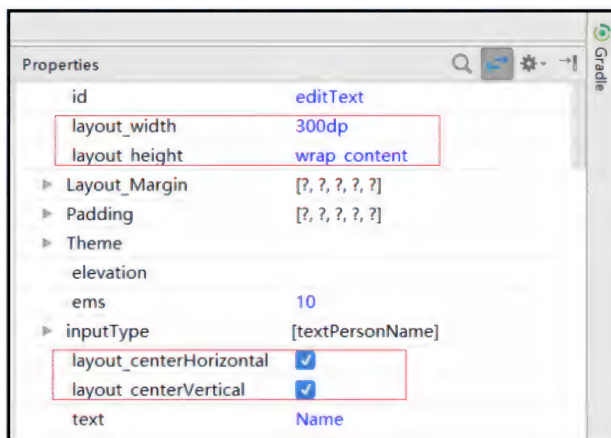 Properties
Gradle
id editText
layout_width 300dp
layout_height wrap_content
Layout_Margin [?, ?, ?, ?, ?]
Padding [?, ?, ?, ?, ?]
Theme
elevation
ems 10
inputType [textPersonName]
layout_centerHorizontal
layout_centerVertical
text Name